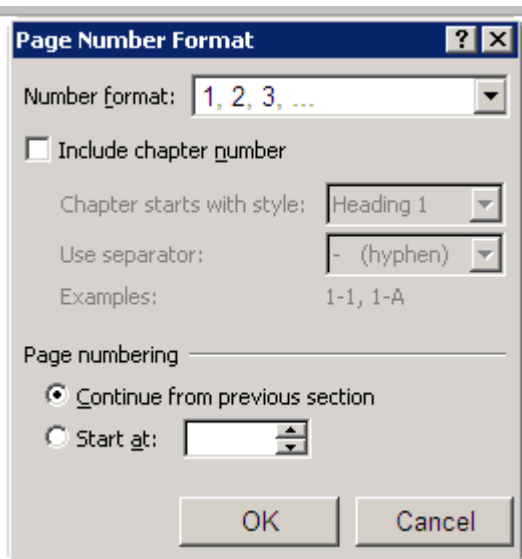 Page Number Format ? ×
Number format: 1, 2, 3, ...
Include chapter number
Chapter starts with style: Heading 1
Use separator: - (hyphen)
Examples: 1-1, 1-A
Page numbering
Continue from previous section
Start at:
OK Cancel